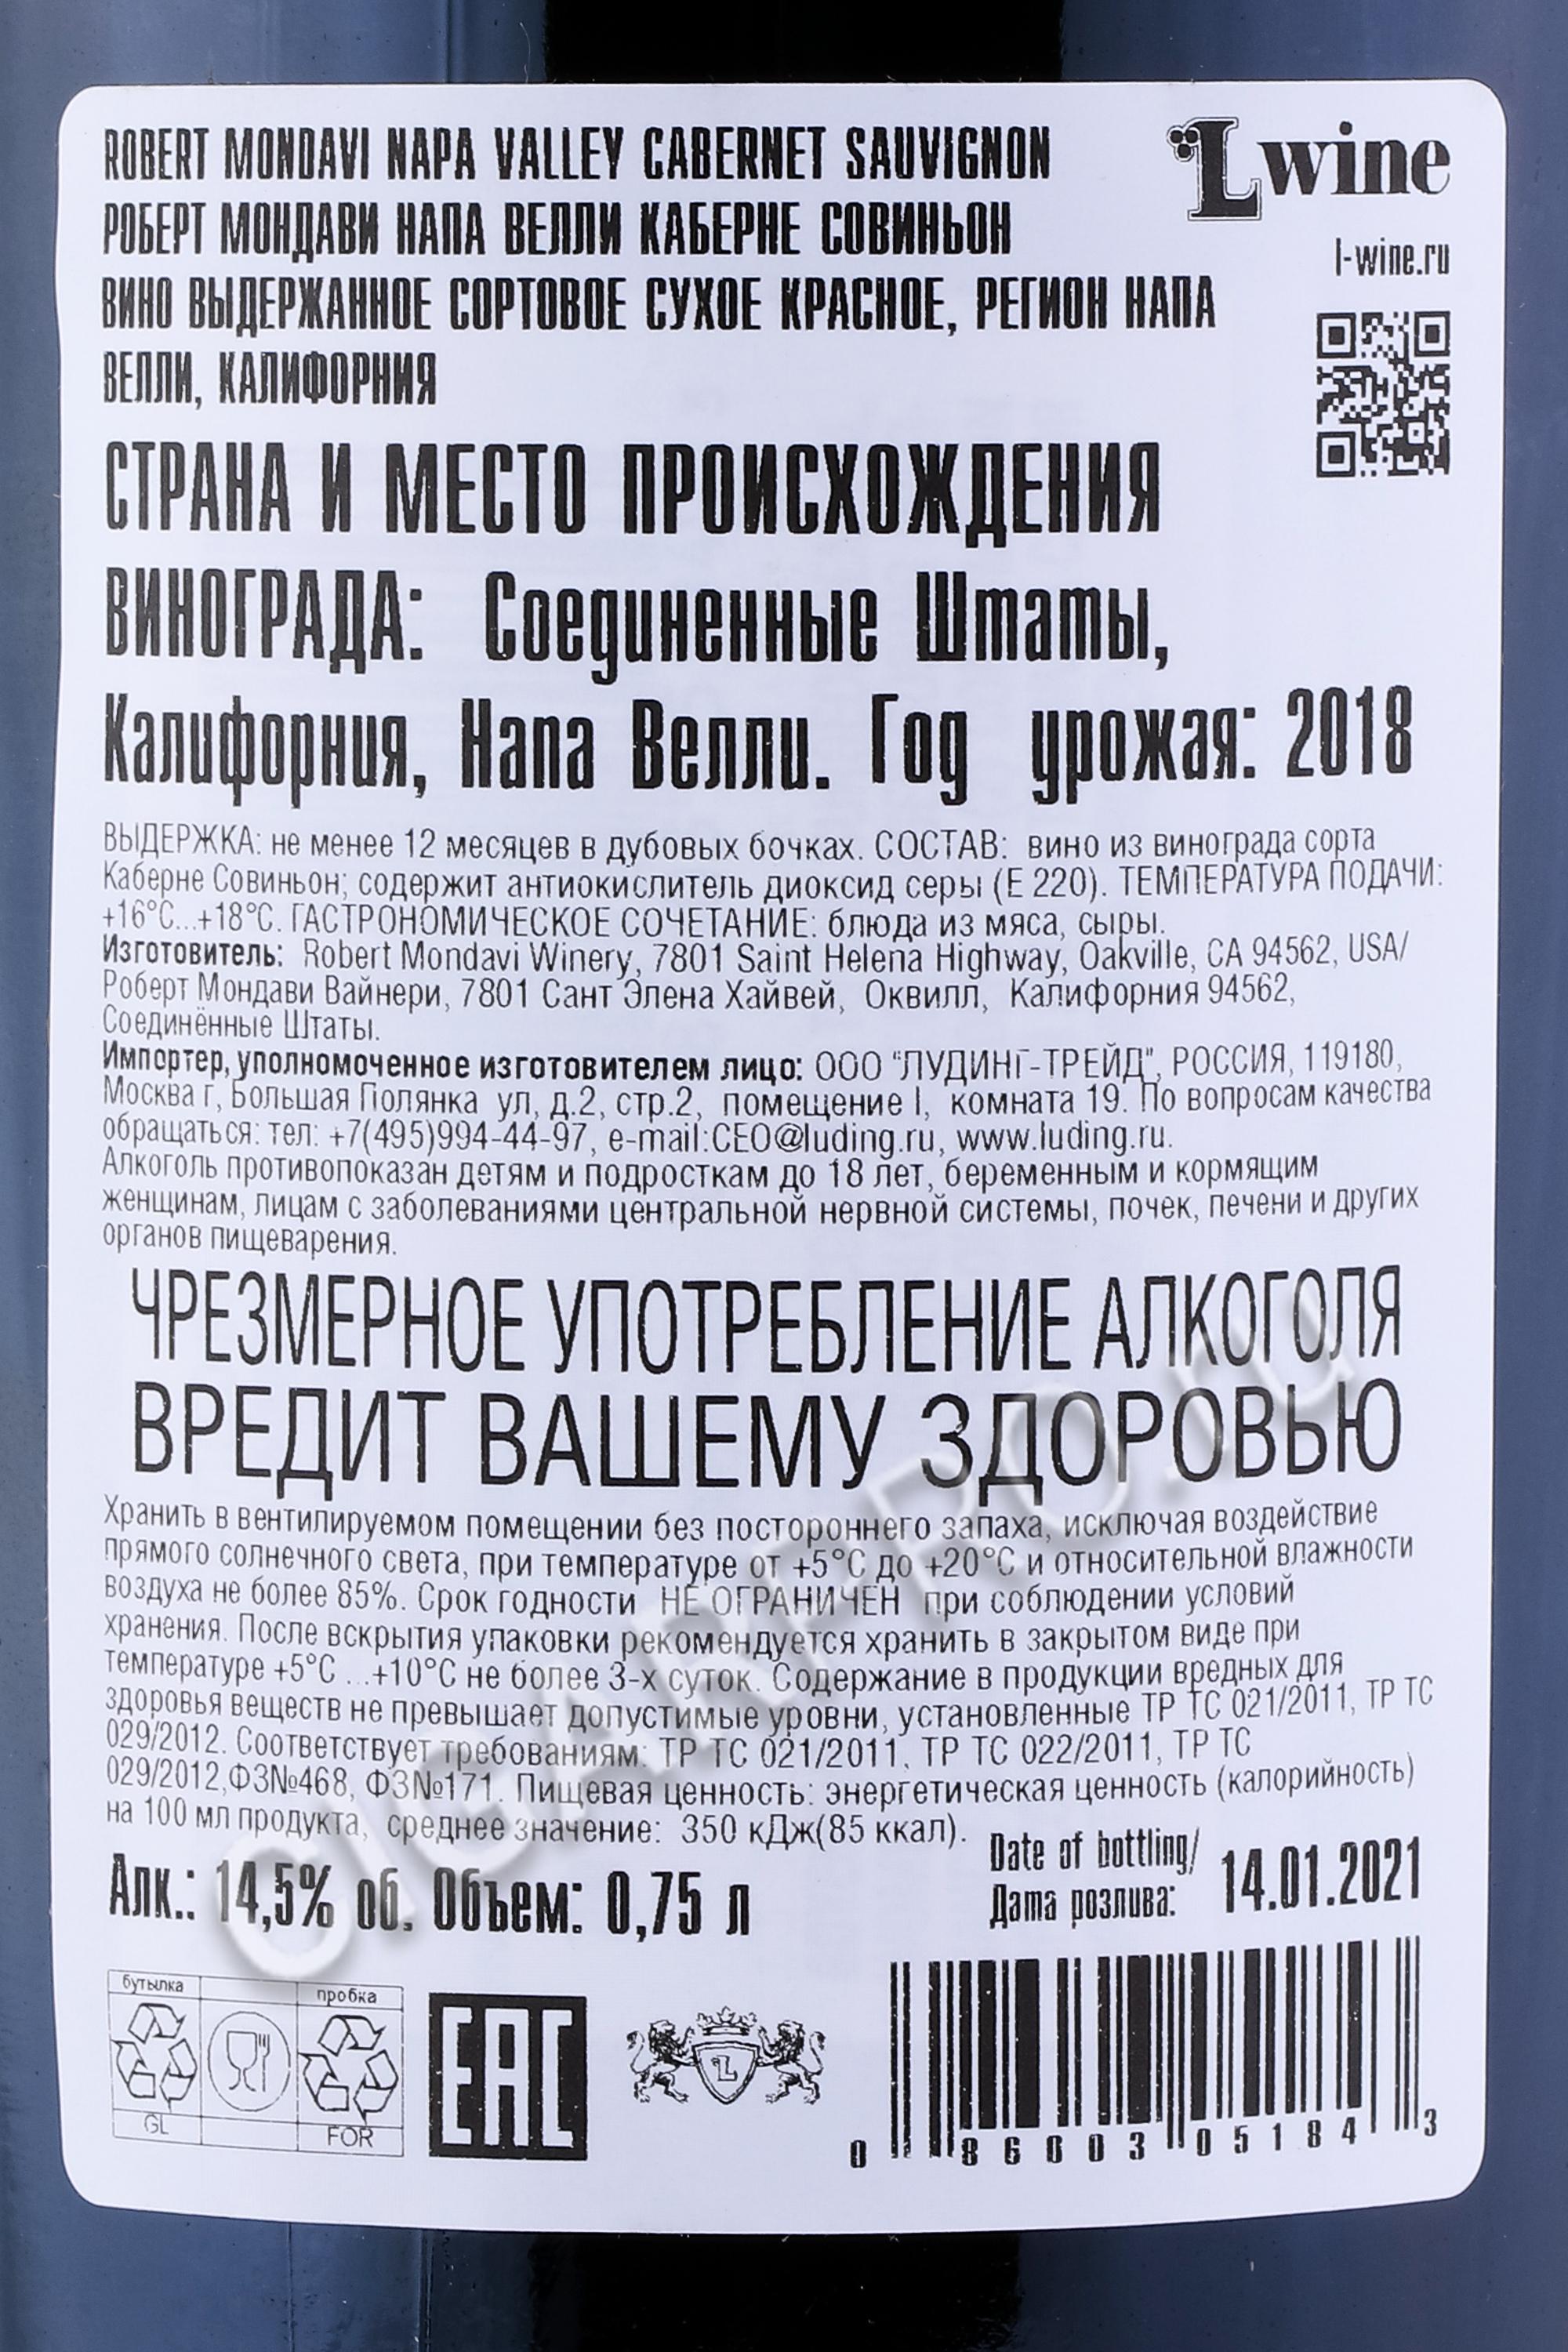 ROBERT MONDAVI NAPA VALLEY CABERNET SAUVIGNON
Lwine
РОБЕРТ МОНДАВИ НАПА ВЕЛЛИ КАБЕРНЕ СОВИНЬОН
l-wine.ru
ВИНО ВЫДЕРЖАННОЕ СОРТОВОЕ СУХОЕ КРАСНОЕ, РЕГИОН НАПА
ВЕЛЛИ, КАЛИФОРНИЯ
СТРАНА И МЕСТО ПРОИСХОЖДЕНИЯ
ВИНОГРАДА: Соединенные Штаты,
Калифорния, Напа Велли. Год урожая: 2018
ВЫДЕРЖКА: не менее 12 месяцев в дубовых бочках. СОСТАВ: вино из винограда сорта
Каберне Совиньон; содержит антиокислитель диоксид серы (Е 220). ТЕМПЕРАТУРА ПОДАЧИ:
+16°С...+18°С. ГАСТРОНОМИЧЕСКОЕ СОЧЕТАНИЕ: блюда из мяса, сыры.
Изготовитель: Robert Mondavi Winery, 7801 Saint Helena Highway, Oakville, CA 94562, USA/
Роберт Мондави Вайнери, 7801 Сант Элена Хайвей, Оквилл, Калифорния 94562,
Соединённые Штаты.
Импортер, уполномоченное изготовителем лицо: ООО "ЛУДИНГ-ТРЕЙД", РОССИЯ, 119180,
Москва г, Большая Полянка ул, д.2, стр.2, помещение I, комната 19. По вопросам качества
обращаться: тел: +7(495)994-44-97, e-mail:CEO@luding.ru, www.luding.ru.
Алкоголь противопоказан детям и подросткам до 18 лет, беременным и кормящим
женщинам, лицам с заболеваниями центральной нервной системы, почек, печени и других
органов пищеварения.
ЧРЕЗМЕРНОЕ УПОТРЕБЛЕНИЕ АЛКОГОЛЯ
ВРЕДИТ ВАШЕМУ ЗДОРОВЬЮ
Хранить в вентилируемом помещении без постороннего запаха, исключая воздействие
прямого солнечного света, при температуре от +5°С до +20°С и относительной влажности
воздуха не более 85%. Срок годности НЕ ОГРАНИЧЕН при соблюдении условий
хранения. После вскрытия упаковки рекомендуется хранить в закрытом виде при
температуре +5°С ...+10°С не более 3-х суток. Содержание в продукции вредных для
здоровья веществ не превышает допустимые уровни, установленные ТР ТС 021/2011, ТР ТС
029/2012. Соответствует требованиям: ТР ТС 021/2011, ТР ТС 022/2011, ТР ТС
029/2012,ФЗ№468, ФЗ№171. Пищевая ценность: энергетическая ценность (калорийность)
на 100 мл продукта, среднее значение: 350 кДж(85 ккал).
Алк.: 14,5% об. Объем: 0,75 л
Date of bottling/
Дата розлива: 14.01.2021
бутылка
пробка
GL
FOR
EAC
L
0 86003 05184 3
CIGARPRO.ru